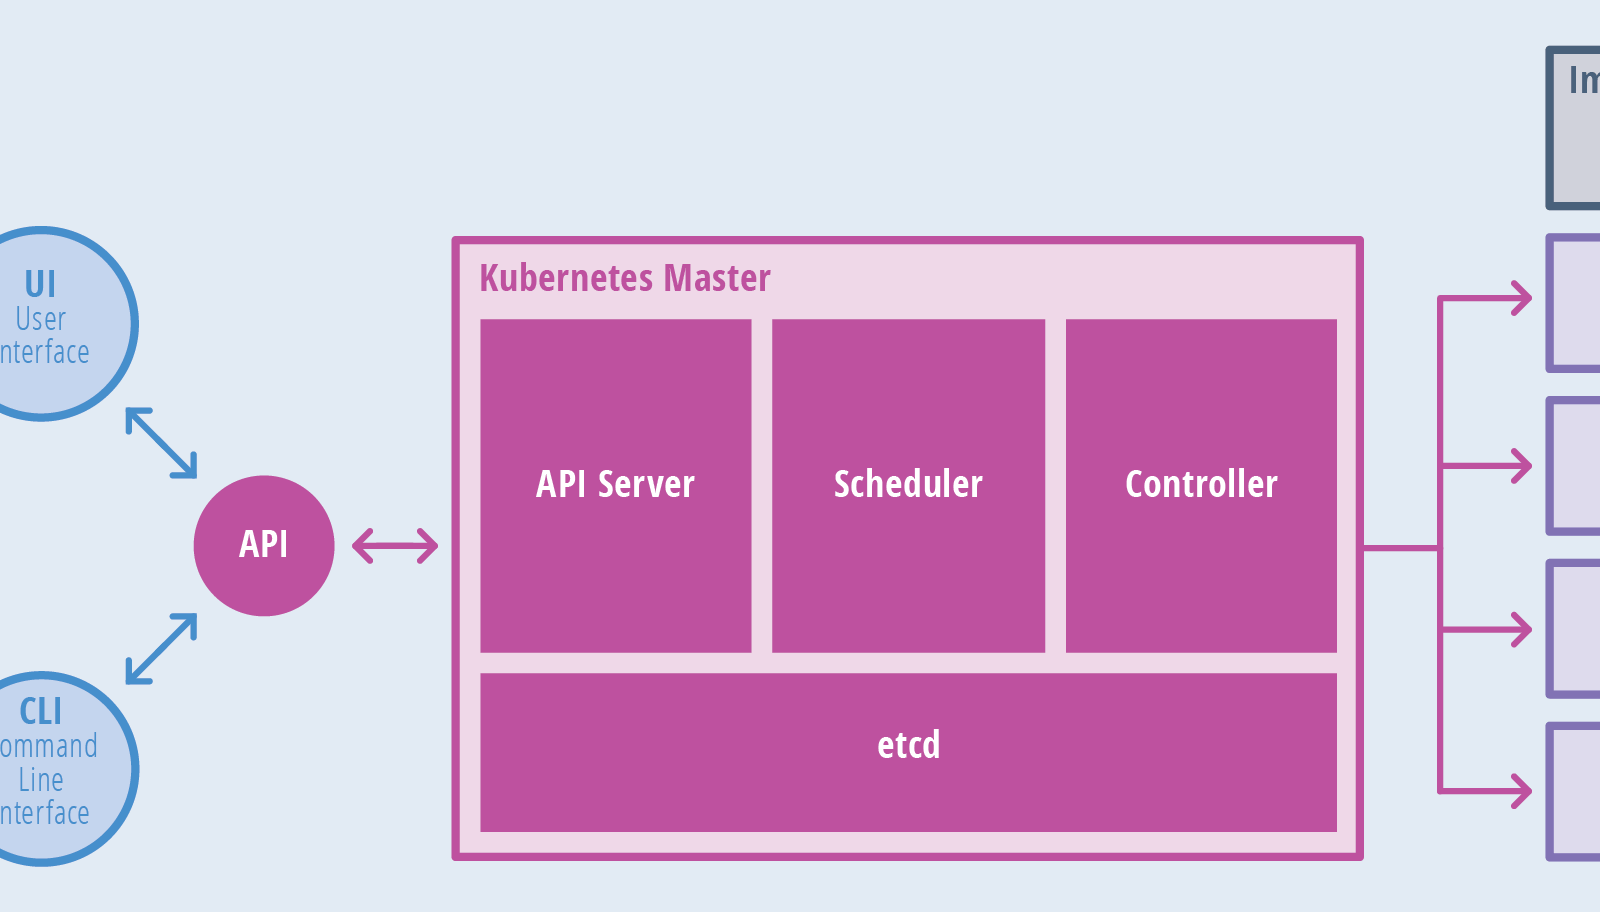 UI
User
nterface
API
CLI
ommand
Line
nterface
Kubernetes Master
API Server
Scheduler
Controller
etcd
Im